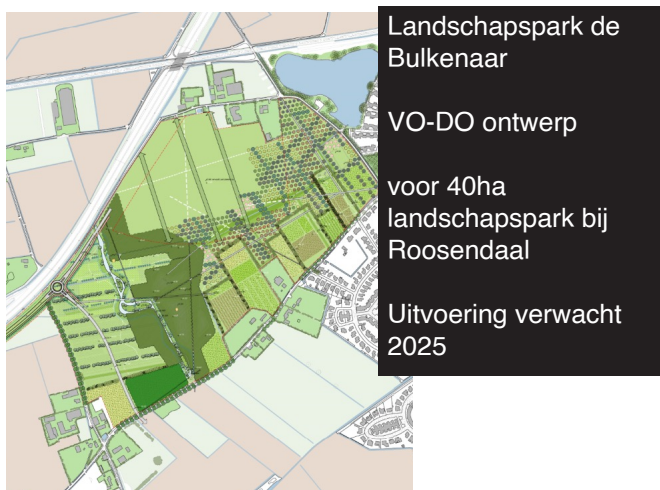 Landschapspark de
Bulkenaar
VO-DO ontwerp
voor 40ha
landschapspark bij
Roosendaal
Uitvoering verwacht
2025